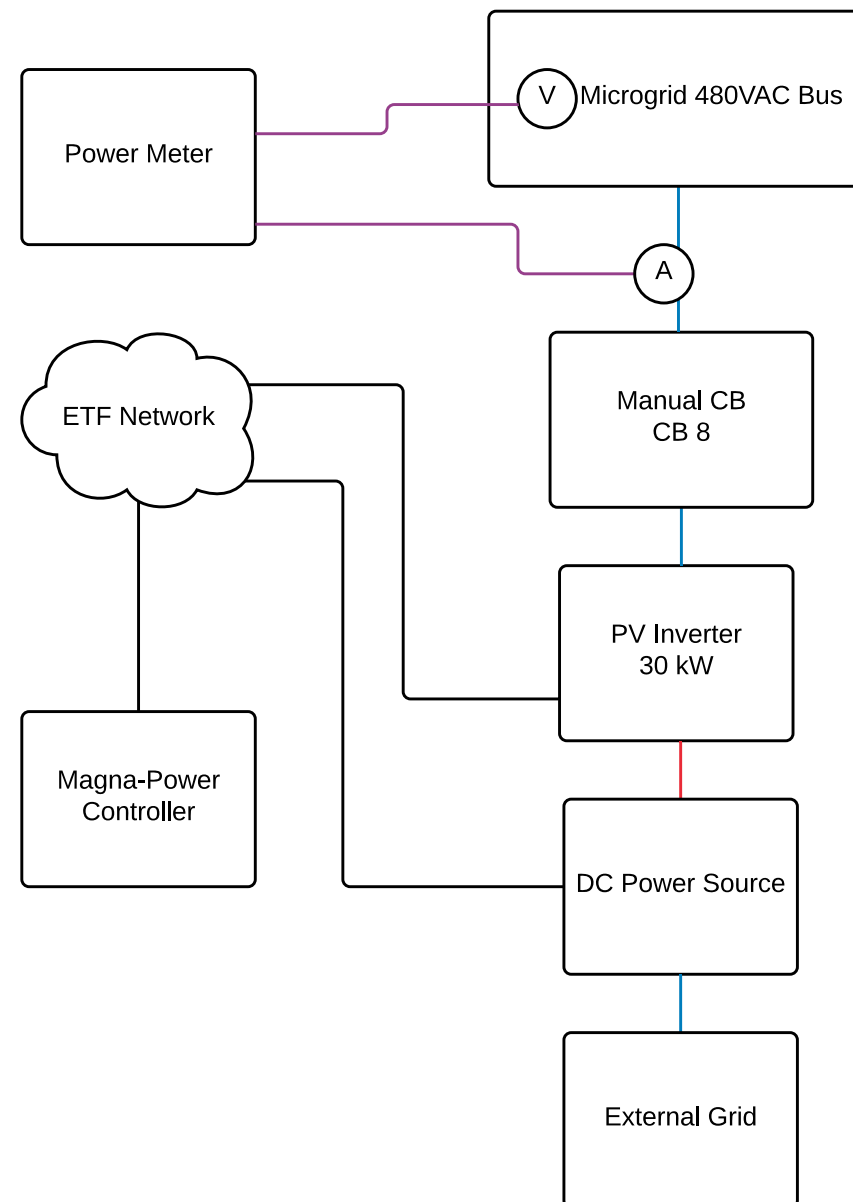 V
Microgrid 480VAC Bus
Power Meter
A
Manual CB
CB 8
ETF Network
PV Inverter
30 kW
Magna-Power
Controller
DC Power Source
External Grid